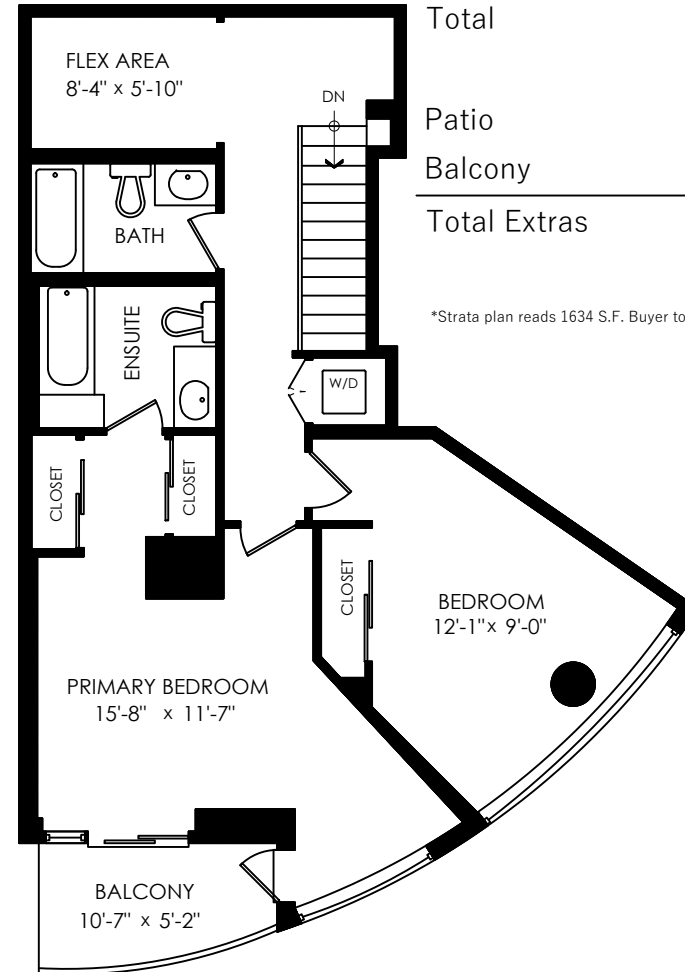 Total
FLEX AREA
8'-4" x 5'-10"
DN
Patio
Balcony
Total Extras
BATH
*Strata plan reads 1634 S.F. Buyer to
ENSUITE
W/D
CLOSET
CLOSET
CLOSET
BEDROOM
12'-1"x 9'-0"
PRIMARY BEDROOM
15'-8" x 11'-7"
BALCONY
10'-7" x 5'-2"